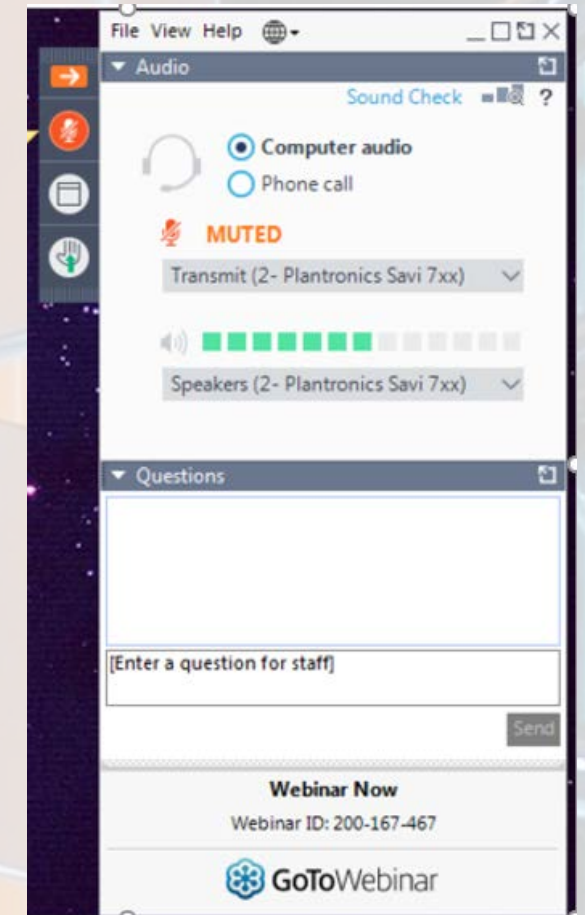 File View Help
Audio
Sound Check ?
Computer audio
Phone call
MUTED
Transmit (2- Plantronics Savi 7xx)
Speakers (2- Plantronics Savi 7xx)
Questions
[Enter a question for staff]
Send
Webinar Now
Webinar ID: 200-167-467
GoToWebinar